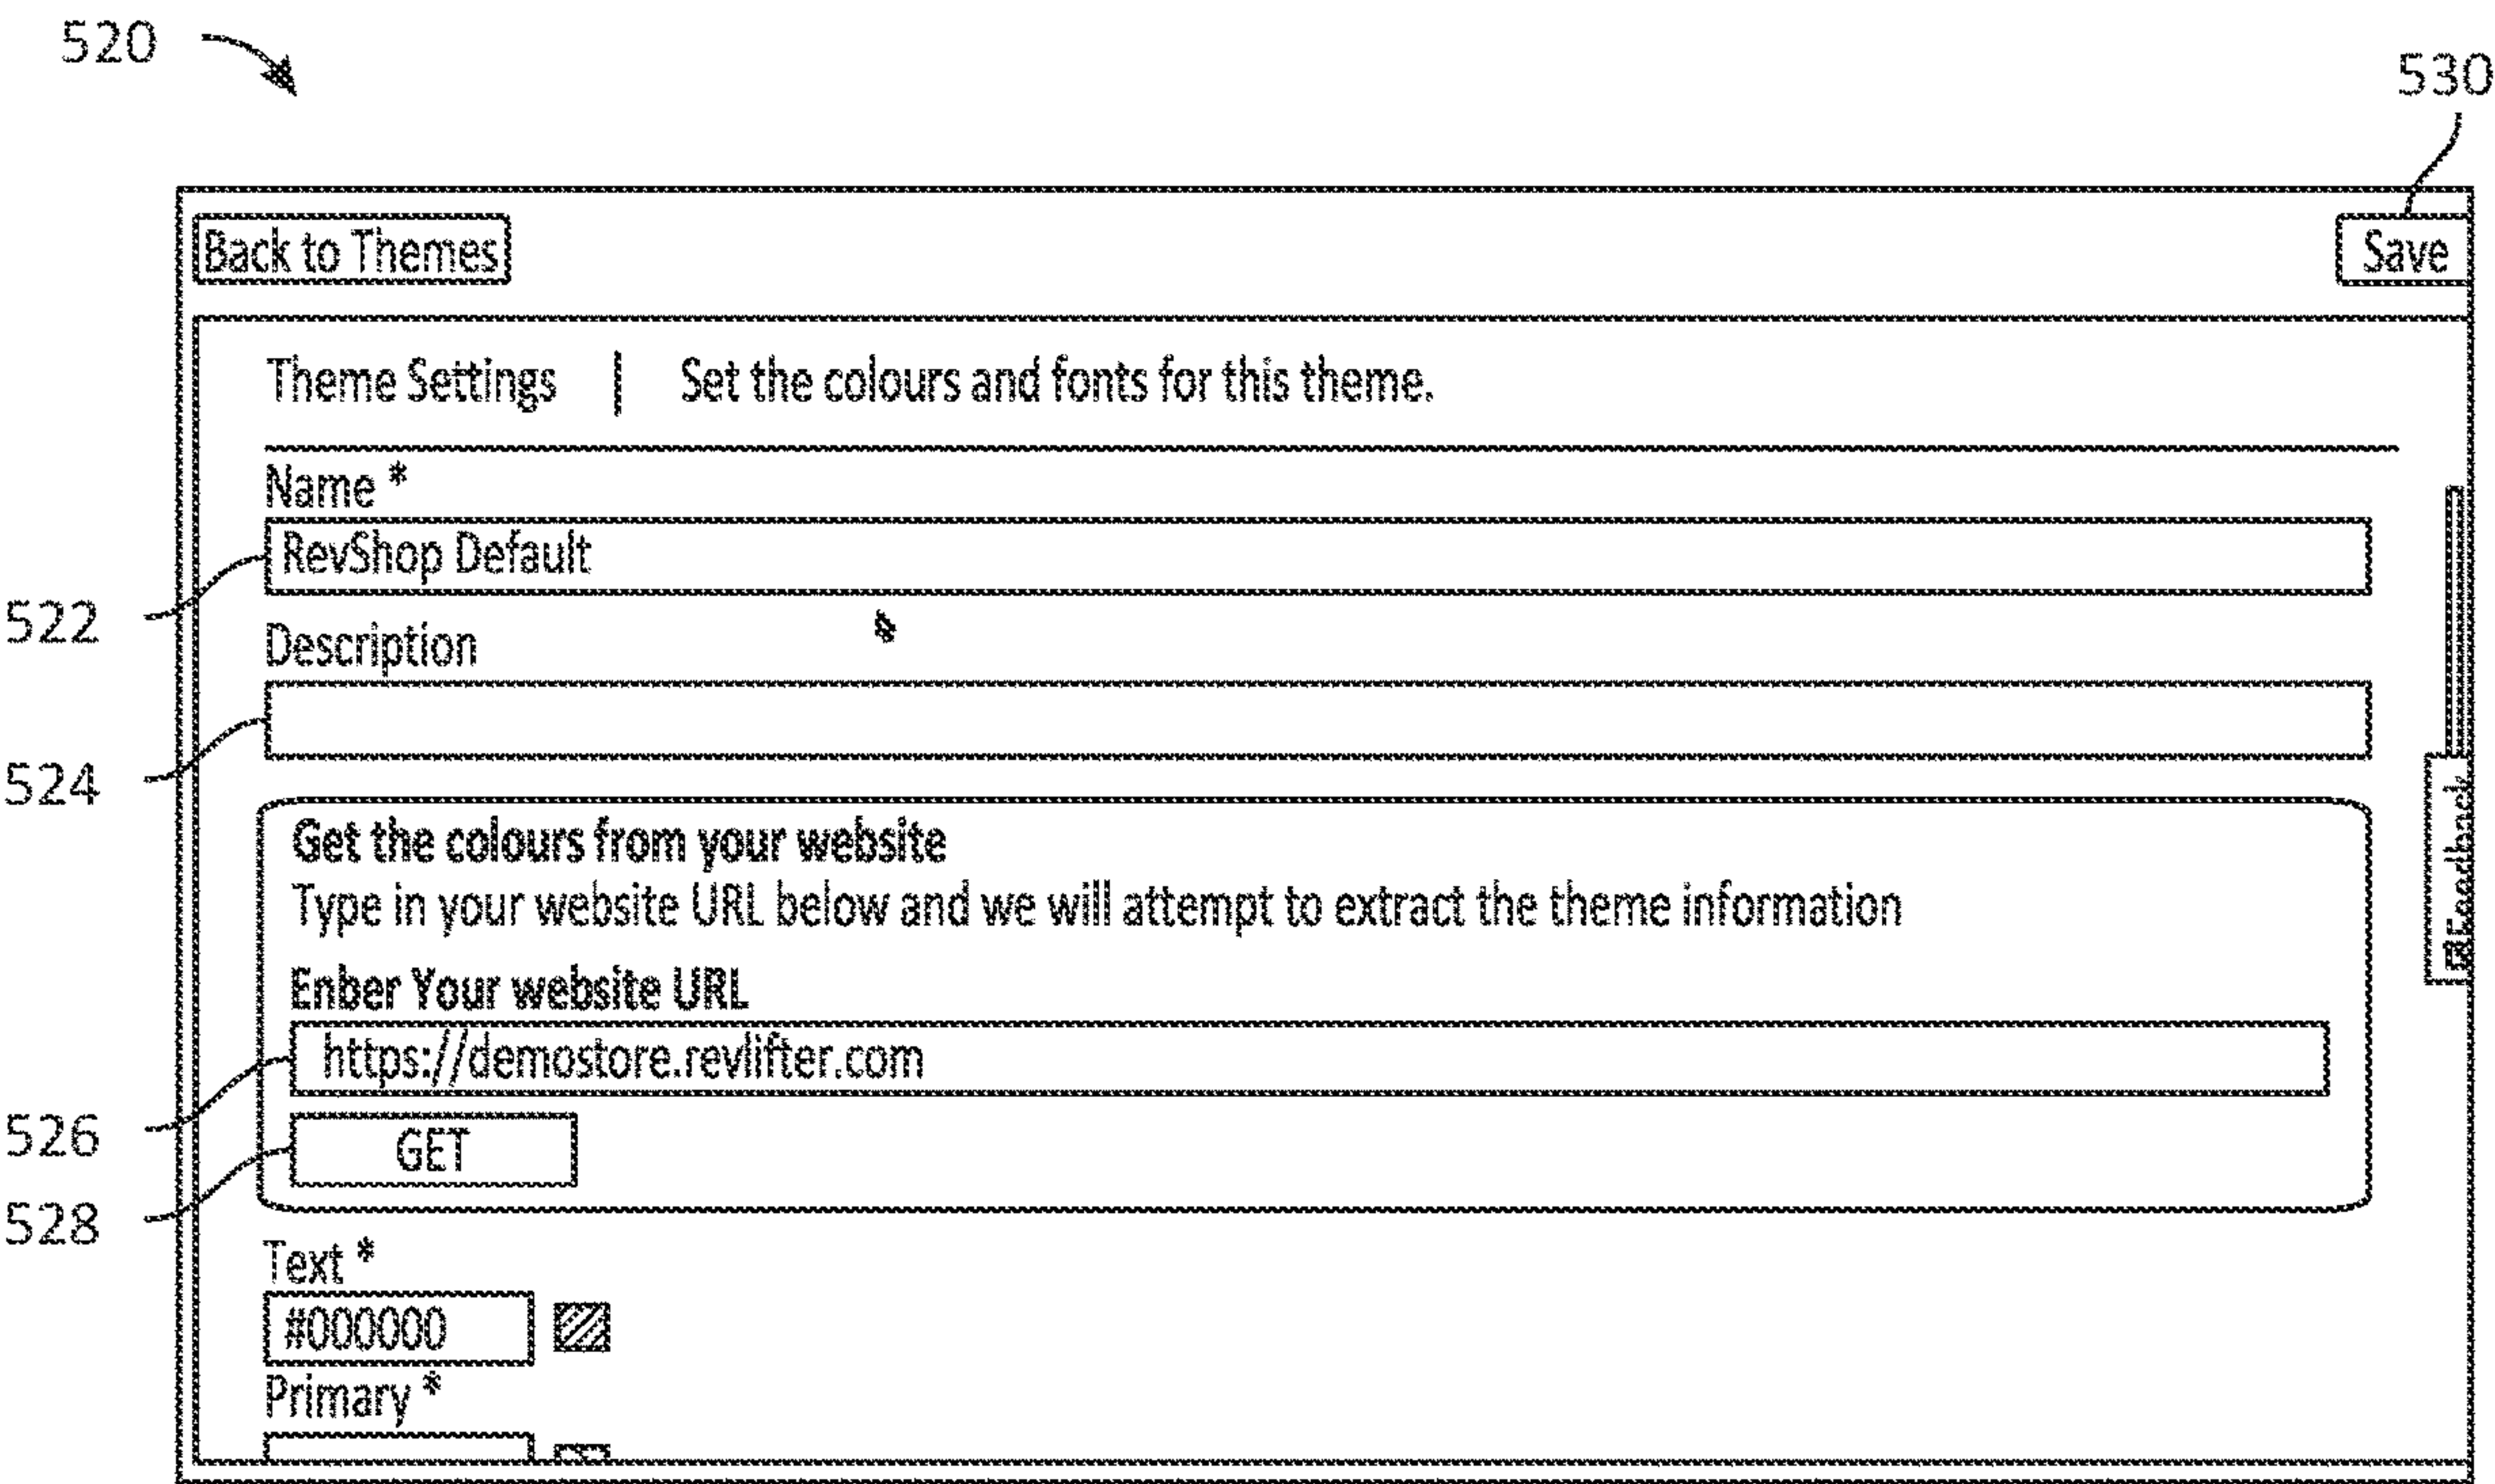 520
530
Back to Themes
Save
Theme Settings | Set the colours and fonts for this theme.
Name *
RevShop Default
522
Description
524
Feedback
Get the colours from your website
Type in your website URL below and we will attempt to extract the theme information
Enber Your website URL
https://demostore.revlifter.com
526
GET
528
Text *
#000000
Primary *